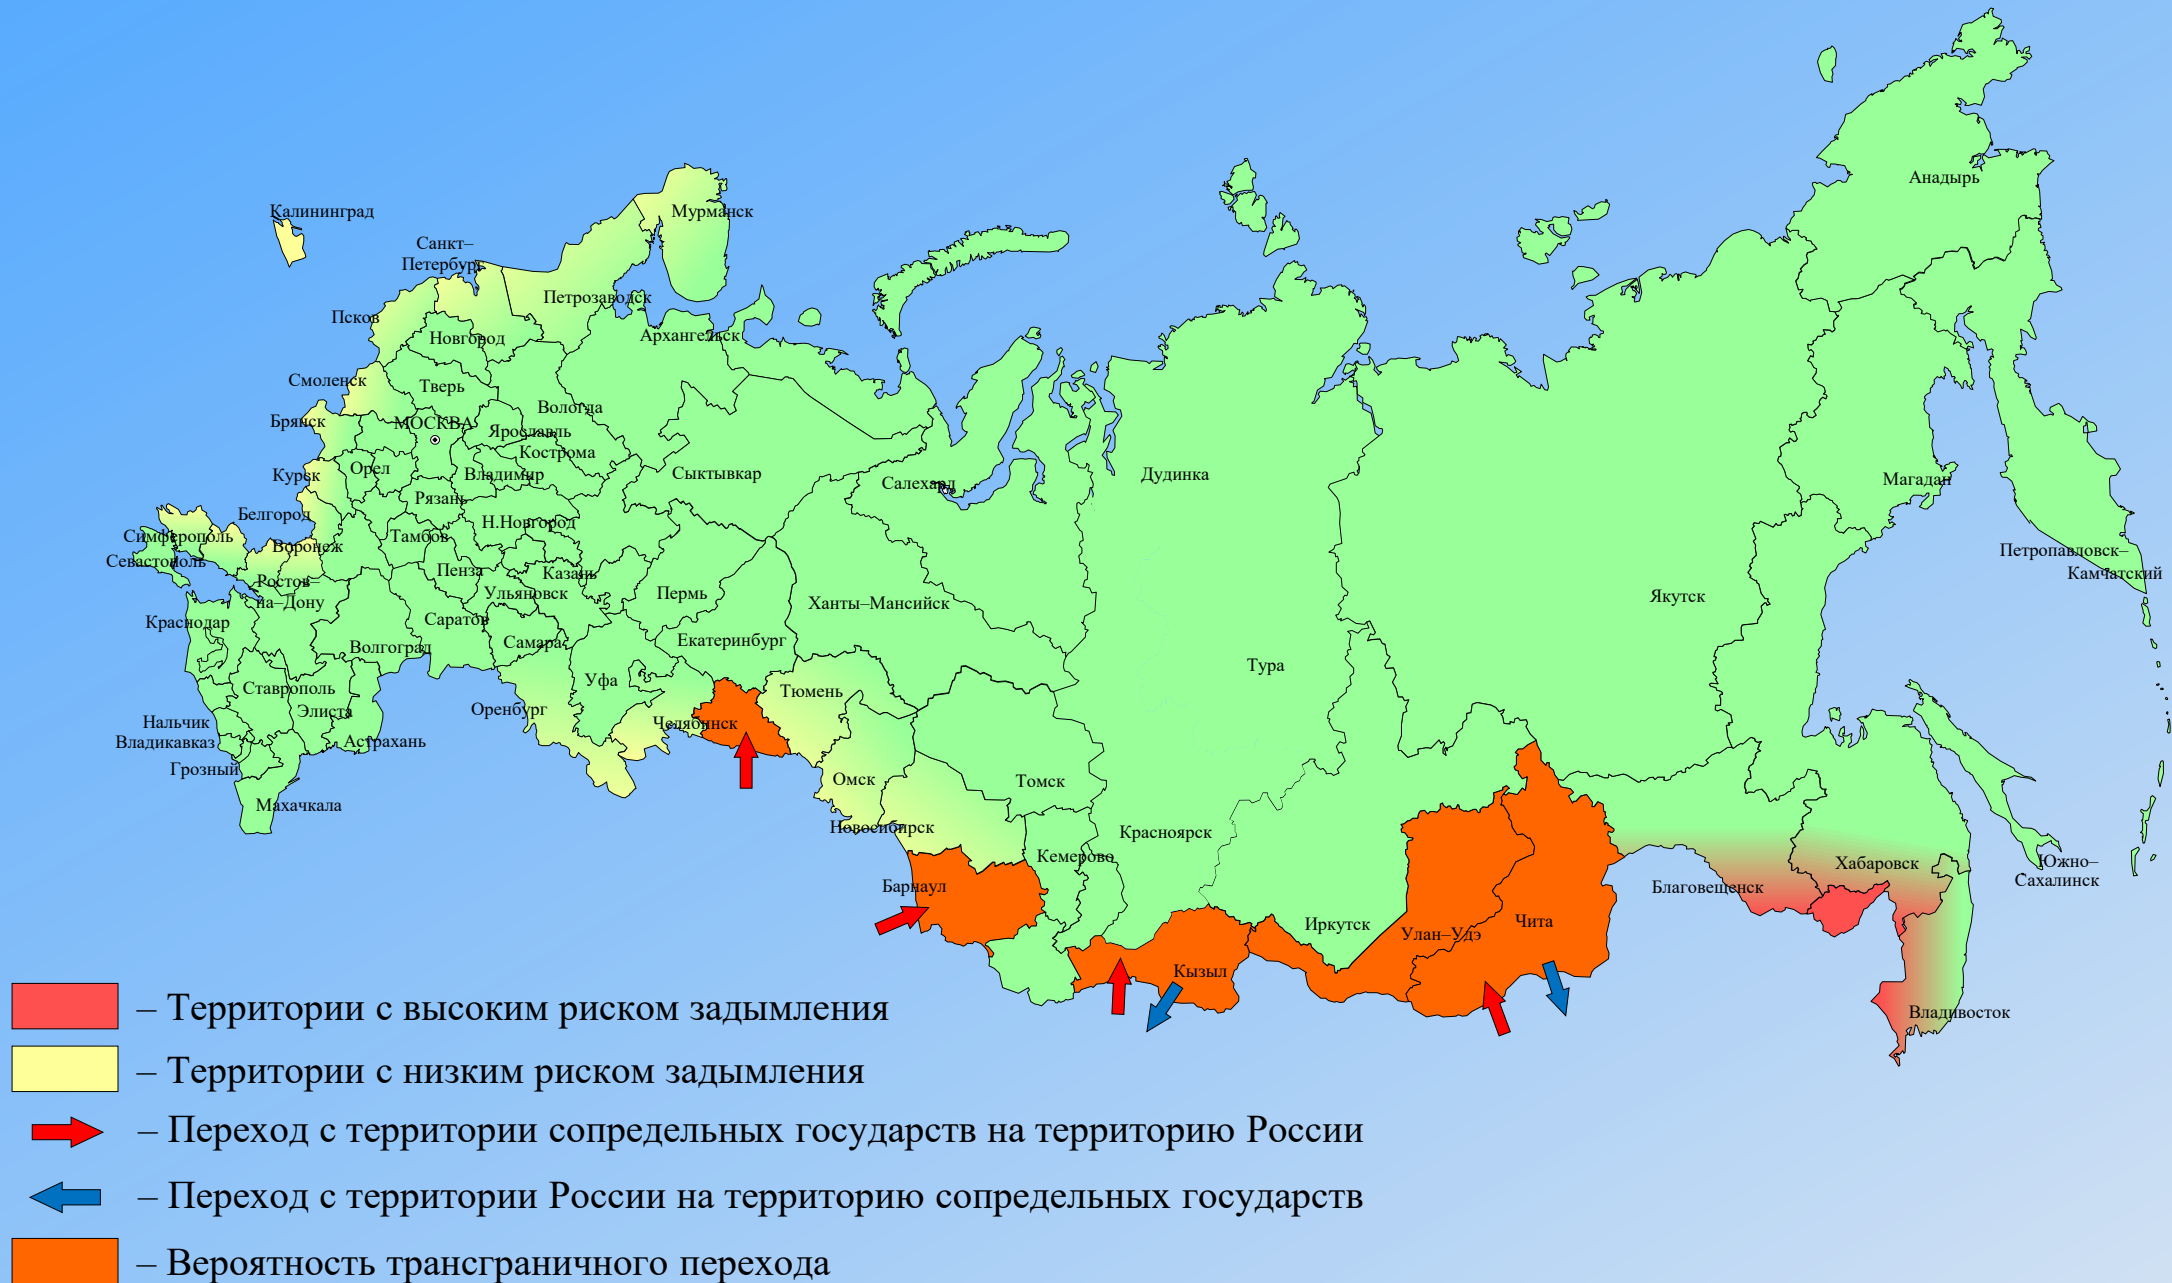 Анадырь
Калининград
Мурманск
Санкт–
Петербург
Петрозаводск
Псков
Новгород
Архангельск
Смоленск
Тверь
Вологда
Брянск
МОСКВА
Ярославль
Кострома
Орел
Курск
Владимир
Сыктывкар
Салехард
Дудинка
Магадан
Рязань
Белгород
Н.Новгород
Симферополь
Воронеж
Тамбов
Севастополь
Петропавловск–
Камчатский
Пенза
Казань
Ростов–
на–Дону
Ульяновск
Пермь
Ханты–Мансийск
Якутск
Краснодар
Саратов
Волгоград
Самара
Екатеринбург
Тура
Уфа
Ставрополь
Тюмень
Элиста
Оренбург
Нальчик
Челябинск
Владикавказ
Астрахань
Грозный
Омск
Томск
Махачкала
Новосибирск
Красноярск
Кемерово
Хабаровск
Южно–
Сахалинск
Барнаул
Благовещенск
Иркутск
Чита
Улан–Удэ
Кызыл
Владивосток
– Территории с высоким риском задымления
– Территории с низким риском задымления
– Переход с территории сопредельных государств на территорию России
– Переход с территории России на территорию сопредельных государств
– Вероятность трансграничного перехода